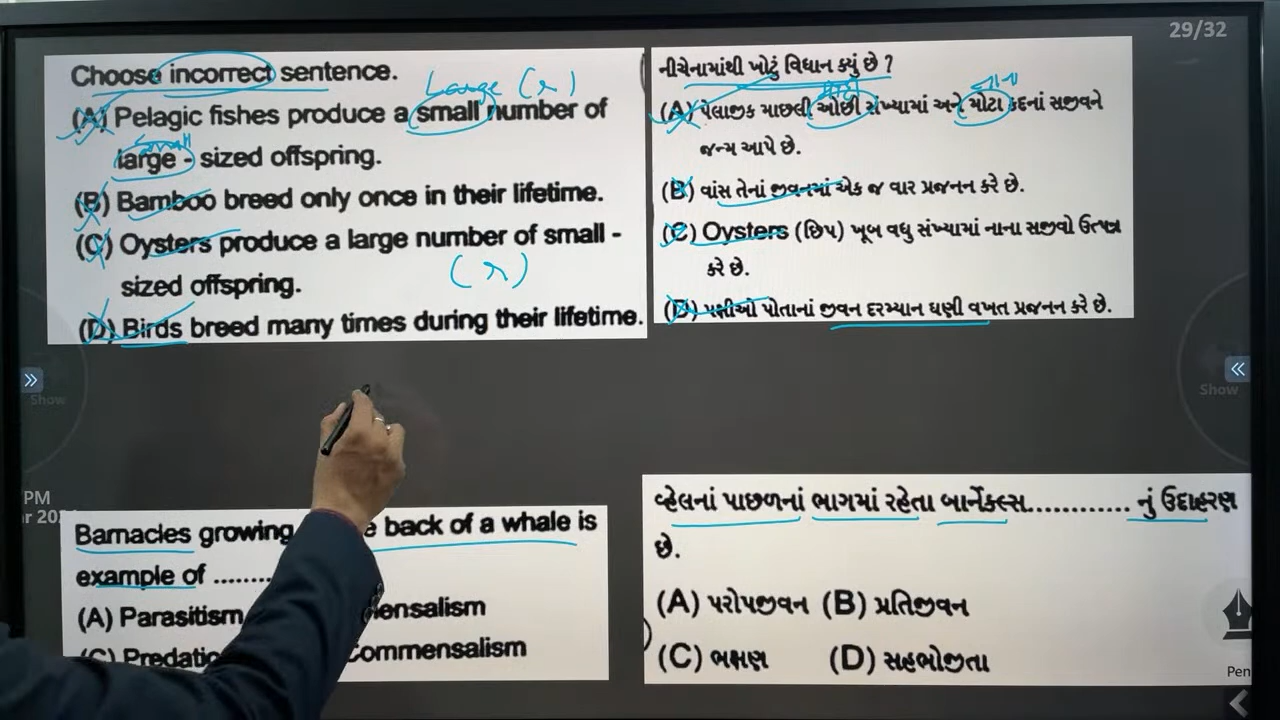 29/32
Choose incorrect sentence.
Large (r)
(A) Pelagic fishes produce a small number of
small
large - sized offspring.
(B) Bamboo breed only once in their lifetime.
(C) Oysters produce a large number of small -
(r)
sized offspring.
(D) Birds breed many times during their lifetime.
નીચેનામાંથી ખોટું વિધાન કયું છે ?
નાના
(A) પેલાજીક માછલી ઓછી સંખ્યામાં અને મોટા કદનાં સજીવને
જન્મ આપે છે.
(B) વાંસ તેનાં જીવનમાં એક જ વાર પ્રજનન કરે છે.
(C) Oysters (છિપ) ખૂબ વધુ સંખ્યામાં નાના સજીવો ઉત્પન્ન
કરે છે.
(D) પક્ષીઓ પોતાનાં જીવન દરમ્યાન ઘણી વખત પ્રજનન કરે છે.
Show
Show
PM
Barnacles growing back of a whale is
example of ........
(A) Parasitism
(C)
Commensalism
વ્હેલનાં પાછળનાં ભાગમાં રહેતા બાર્નેકલ્સ............ નું ઉદાહરણ
છે.
(A) પરોપજીવન (B) પ્રતિજીવન
(C) ભક્ષણ (D) સહભોજીતા
Pen